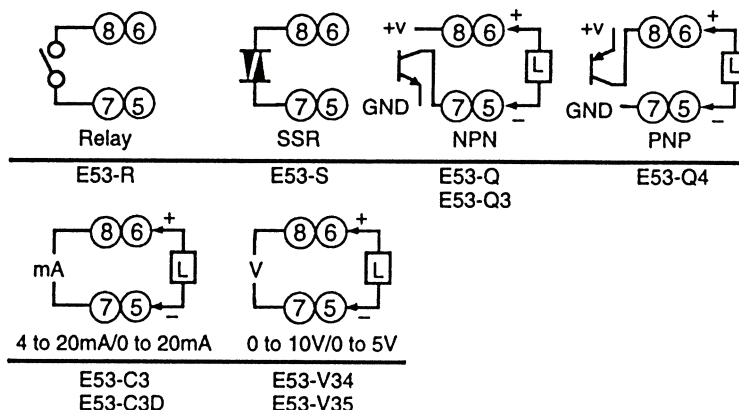 8 6
7 5
Relay
E53-R
8 6
7 5
SSR
E53-S
+v 8 6 +
L
GND 7 5 −
NPN
E53-Q
E53-Q3
+v 8 6 +
L
GND 7 5 −
PNP
E53-Q4
8 6 +
mA L
7 5 −
4 to 20mA/0 to 20mA
E53-C3
E53-C3D
8 6 +
V L
7 5 −
0 to 10V/0 to 5V
E53-V34
E53-V35